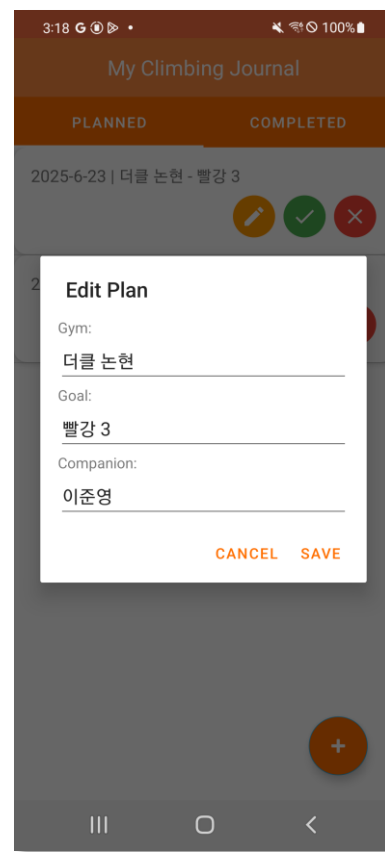 3:18 G
100%
My Climbing Journal
PLANNED
COMPLETED
2025-6-23 | 더클 논현 - 빨강 3
2
Edit Plan
Gym:
더클 논현
Goal:
빨강 3
Companion:
이준영
CANCEL SAVE
+